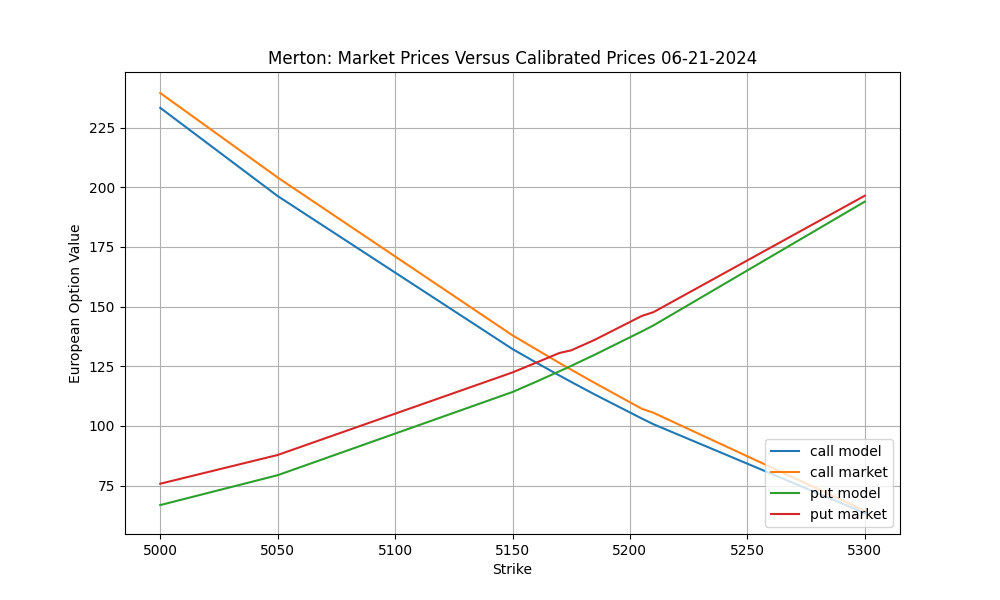 Merton: Market Prices Versus Calibrated Prices 06-21-2024
European Option Value
225
200
175
150
125
100
75
5000
5050
5100
5150
5200
5250
5300
Strike
call model
call market
put model
put market